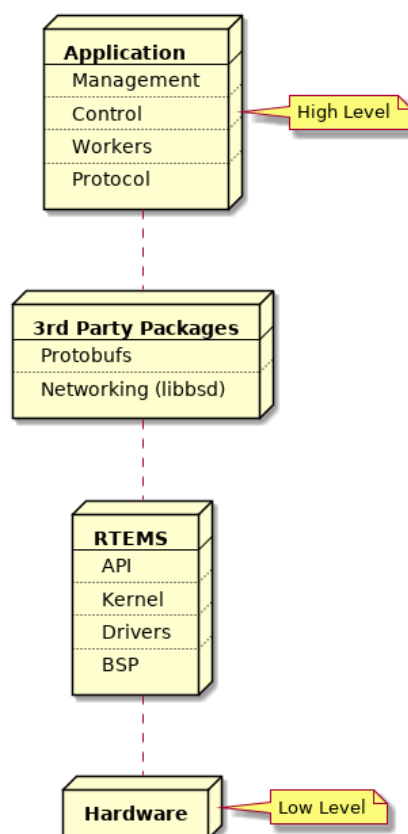 Application
Management
Control
High Level
Workers
Protocol
3rd Party Packages
Protobufs
Networking (libbsd)
RTEMS
API
Kernel
Drivers
BSP
Hardware
Low Level